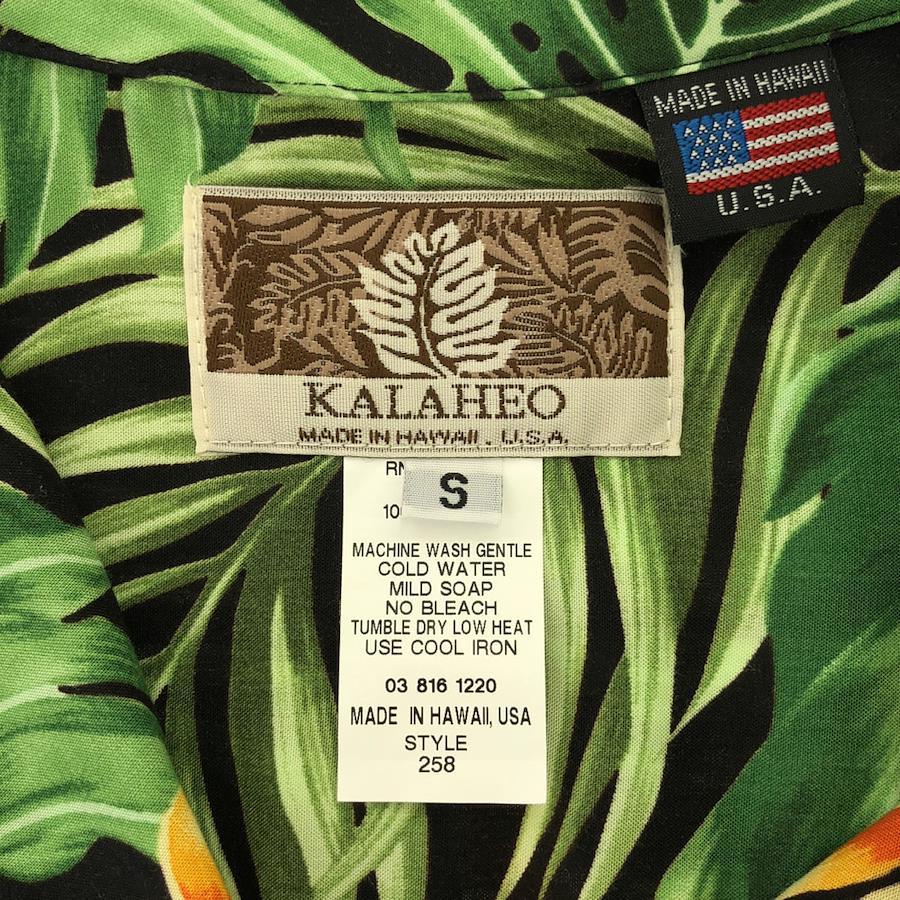 MADE IN HAWAII
U.S.A.
KALAHEO
MADE IN HAWAII . U.S.A.
S
MACHINE WASH GENTLE
COLD WATER
MILD SOAP
NO BLEACH
TUMBLE DRY LOW HEAT
USE COOL IRON
03 816 1220
MADE IN HAWAII, USA
STYLE
258